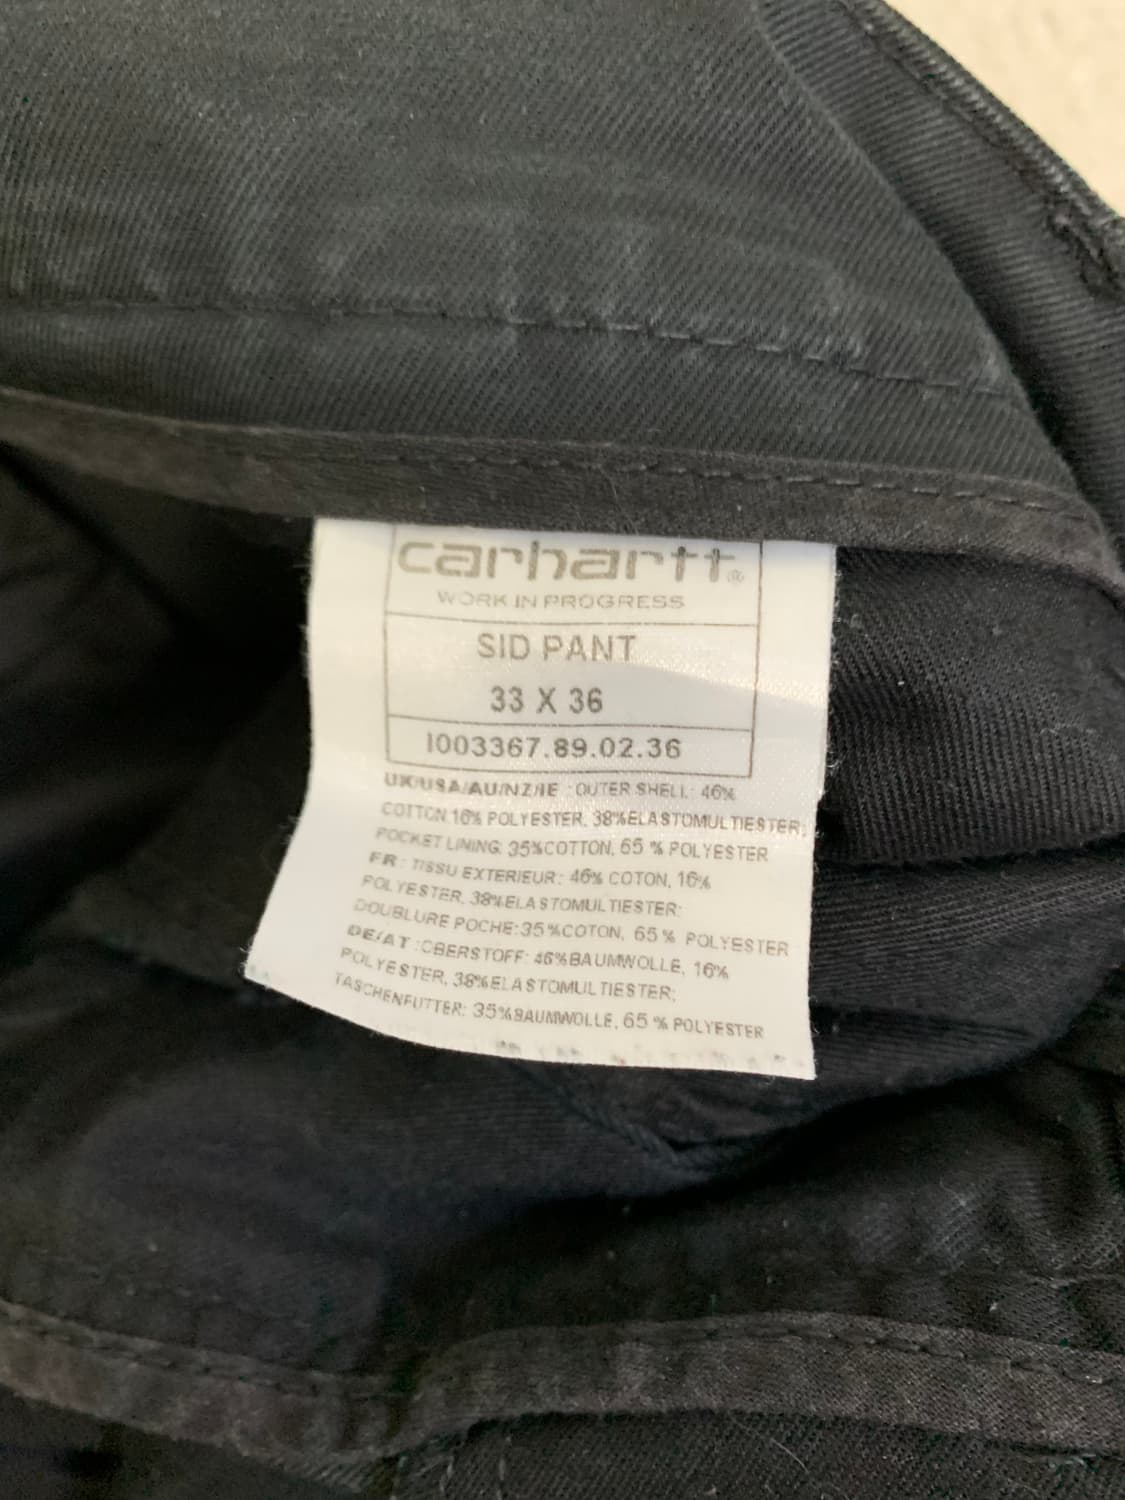 carhartt®
WORK IN PROGRESS
SID PANT
33 X 36
I003367.89.02.36
UK/USA/AU/NZ/IE : OUTER SHELL: 46%
COTTON,16% POLYESTER, 38%ELASTOMULTIESTER;
POCKET LINING: 35%COTTON, 65 % POLYESTER
FR: TISSU EXTERIEUR: 46% COTON, 16%
POLYESTER, 38%ELASTOMULTIESTER;
DOUBLURE POCHE:35%COTON, 65% POLYESTER
DE/AT :OBERSTOFF: 46%BAUMWOLLE, 16%
POLYESTER, 38%ELASTOMULTIESTER;
TASCHENFUTTER: 35%BAUMWOLLE, 65 % POLYESTER